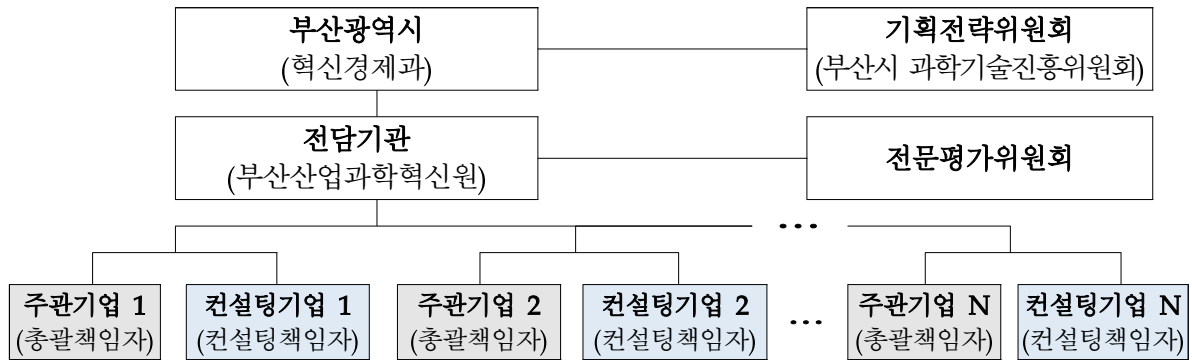 부산광역시
(혁신경제과)
기획전략위원회
(부산시 과학기술진흥위원회)
전담기관
(부산산업과학혁신원)
전문평가위원회
…
주관기업 1
(총괄책임자)
컨설팅기업 1
(컨설팅책임자)
주관기업 2
(총괄책임자)
컨설팅기업 2
(컨설팅책임자)
…
주관기업 N
(총괄책임자)
컨설팅기업 N
(컨설팅책임자)